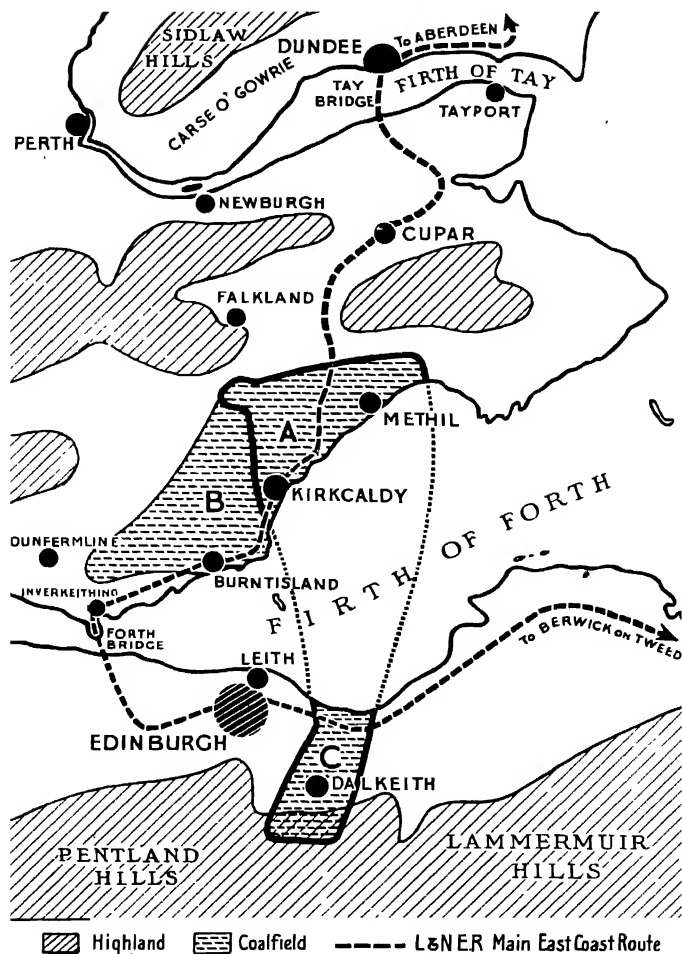 SIDLAW
HILLS
DUNDEE
To ABERDEEN
CARSE O' GOWRIE
TAY
BRIDGE
FIRTH OF TAY
TAYPORT
PERTH
NEWBURGH
CUPAR
FALKLAND
METHIL
A
B
KIRKCALDY
DUNFERMLINE
BURNTISLAND
INVERKEITHING
FIRTH OF FORTH
FORTH
BRIDGE
To BERWICK ON TWEED
LEITH
EDINBURGH
C
DALKEITH
PENTLAND
HILLS
LAMMERMUIR
HILLS
Highland Coalfield L&N.E.R Main East Coast Route